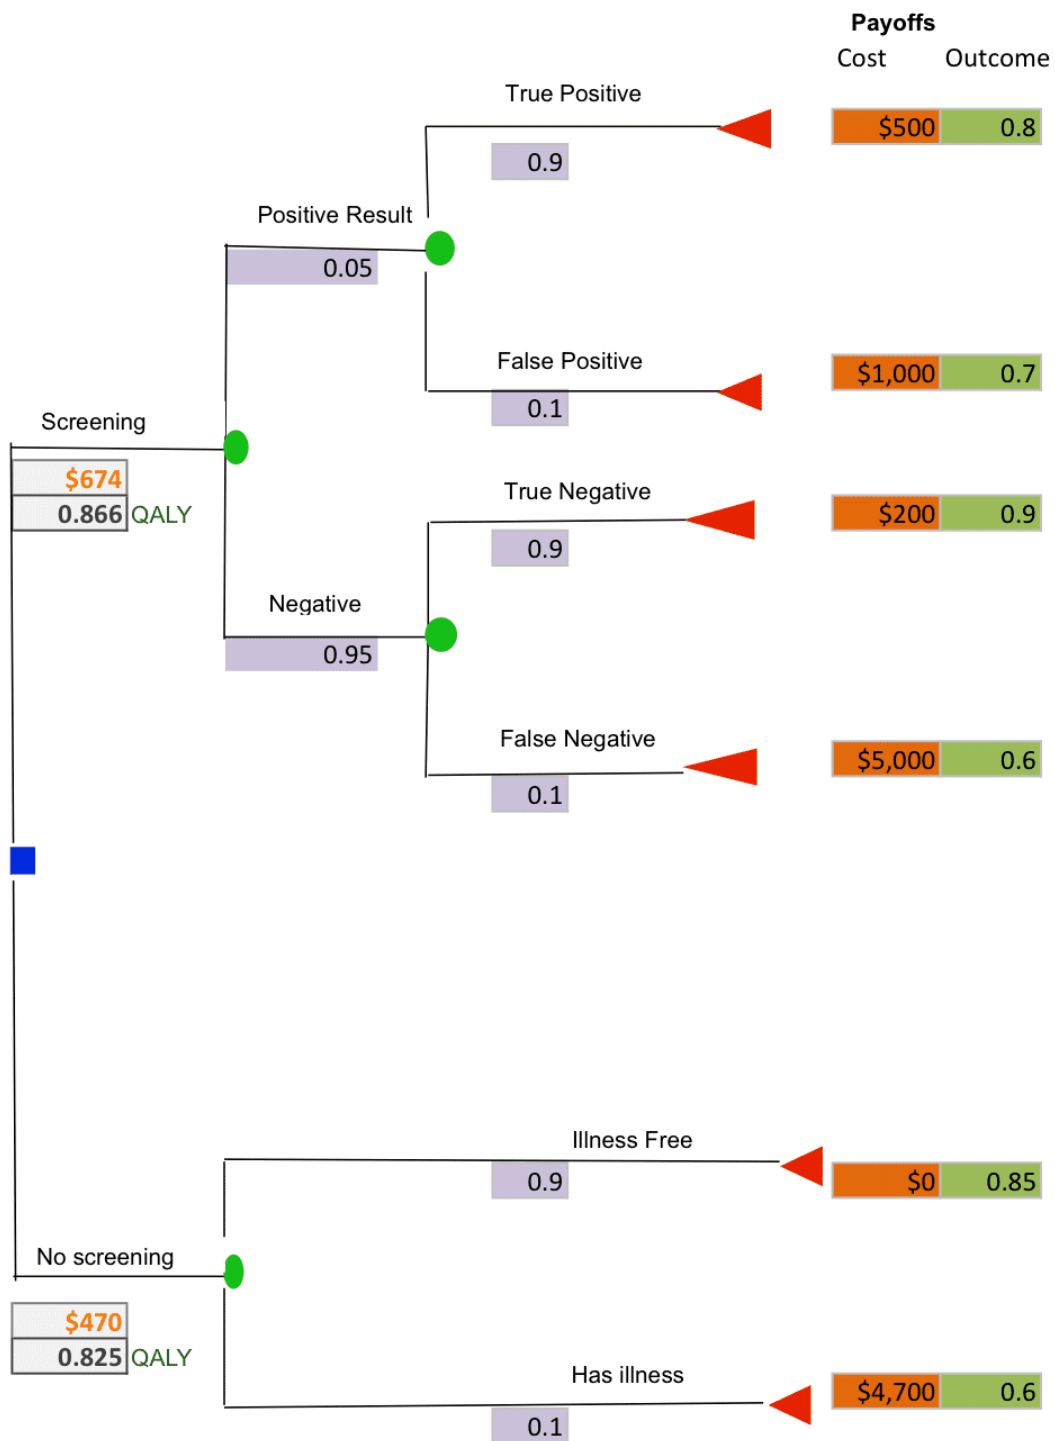 Payoffs
Cost Outcome
True Positive
$500 0.8
0.9
Positive Result
0.05
False Positive
$1,000 0.7
0.1
Screening
$674
0.866 QALY
True Negative
$200 0.9
0.9
Negative
0.95
False Negative
$5,000 0.6
0.1
Illness Free
$0 0.85
0.9
No screening
$470
0.825 QALY
Has illness
$4,700 0.6
0.1